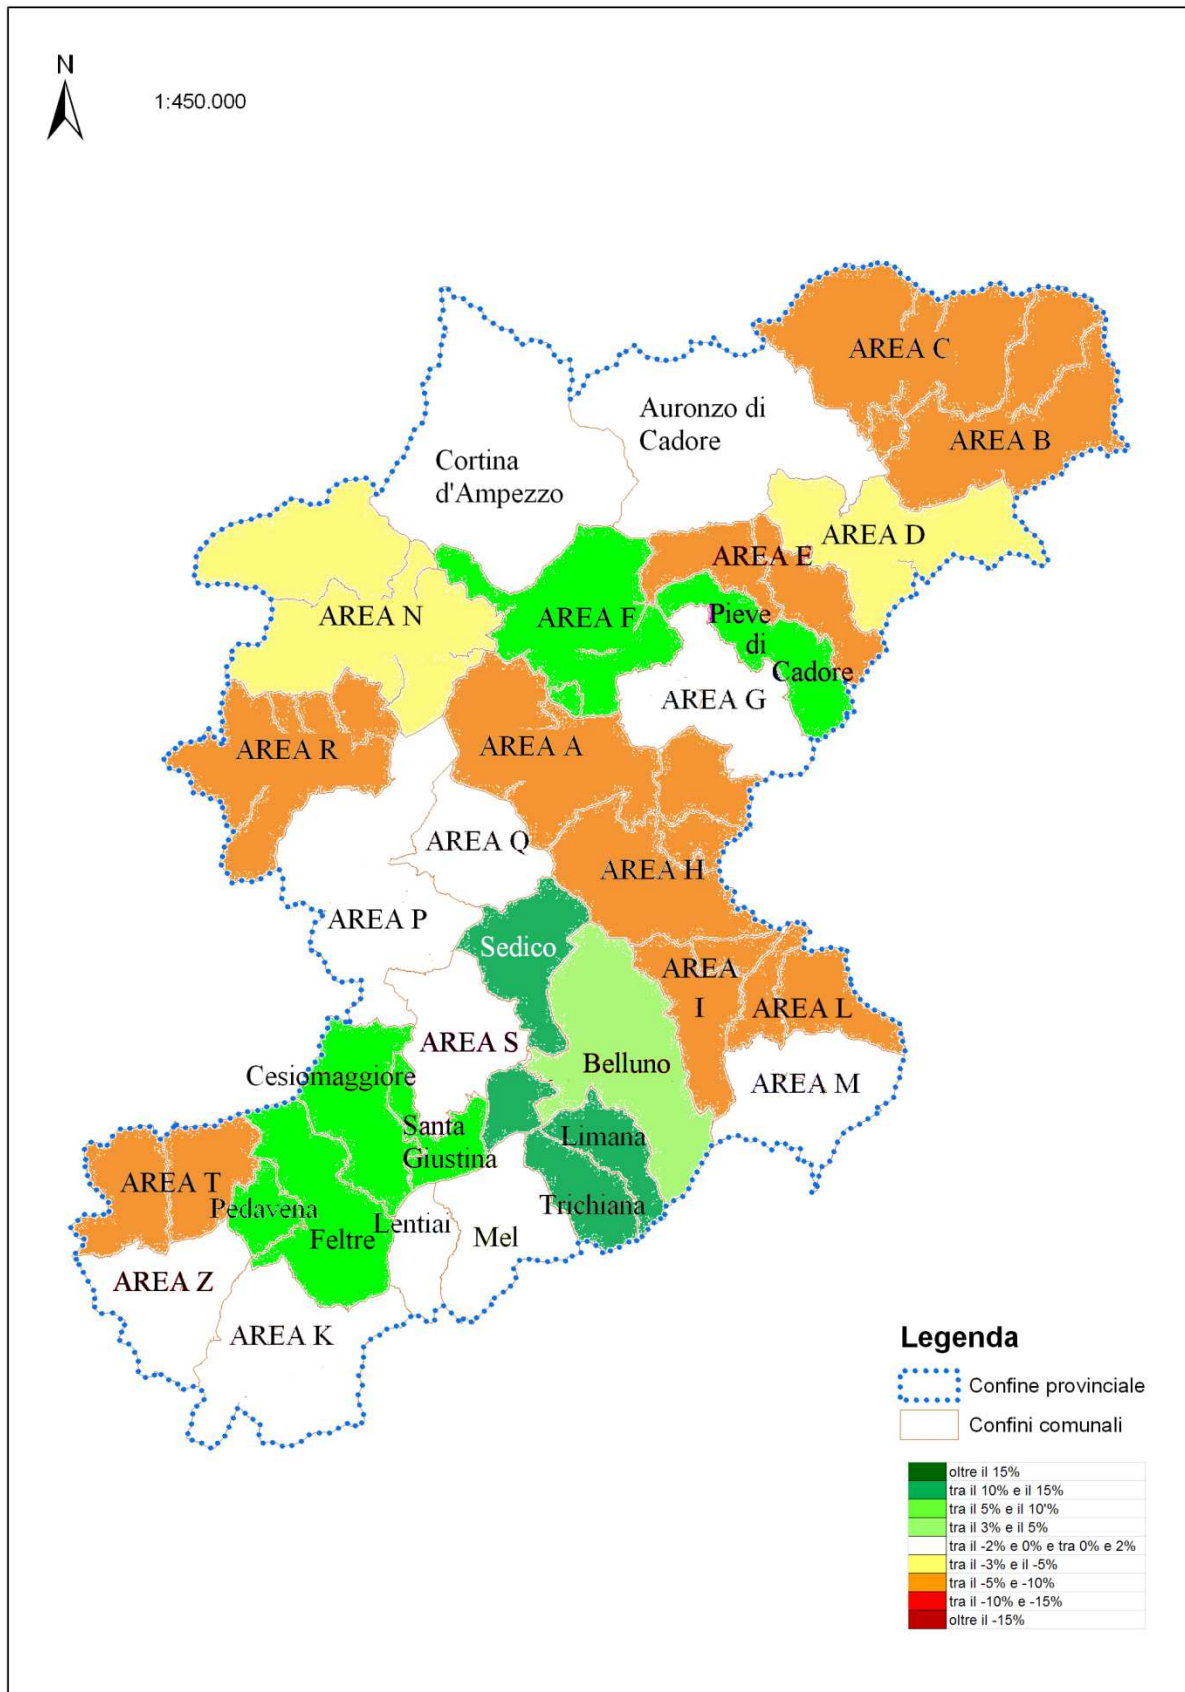 N
1:450.000
AREA C
Auronzo di
Cadore
AREA B
Cortina
d'Ampezzo
AREA D
AREA E
AREA N
AREA F
Pieve
di
Cadore
AREA G
AREA R
AREA A
AREA Q
AREA H
AREA P
Sedico
AREA
I
AREA L
AREA S
Belluno
Cesiomaggiore
AREA M
Santa
Giustina
Limana
AREA T
Pedavena
Trichiana
Lentiai
Feltre
Mel
AREA Z
AREA K
Legenda
Confine provinciale
Confini comunali
oltre il 15%
tra il 10% e il 15%
tra il 5% e il 10'%
tra il 3% e il 5%
tra il -2% e 0% e tra 0% e 2%
tra il -3% e il -5%
tra il -5% e -10%
tra il -10% e -15%
oltre il -15%